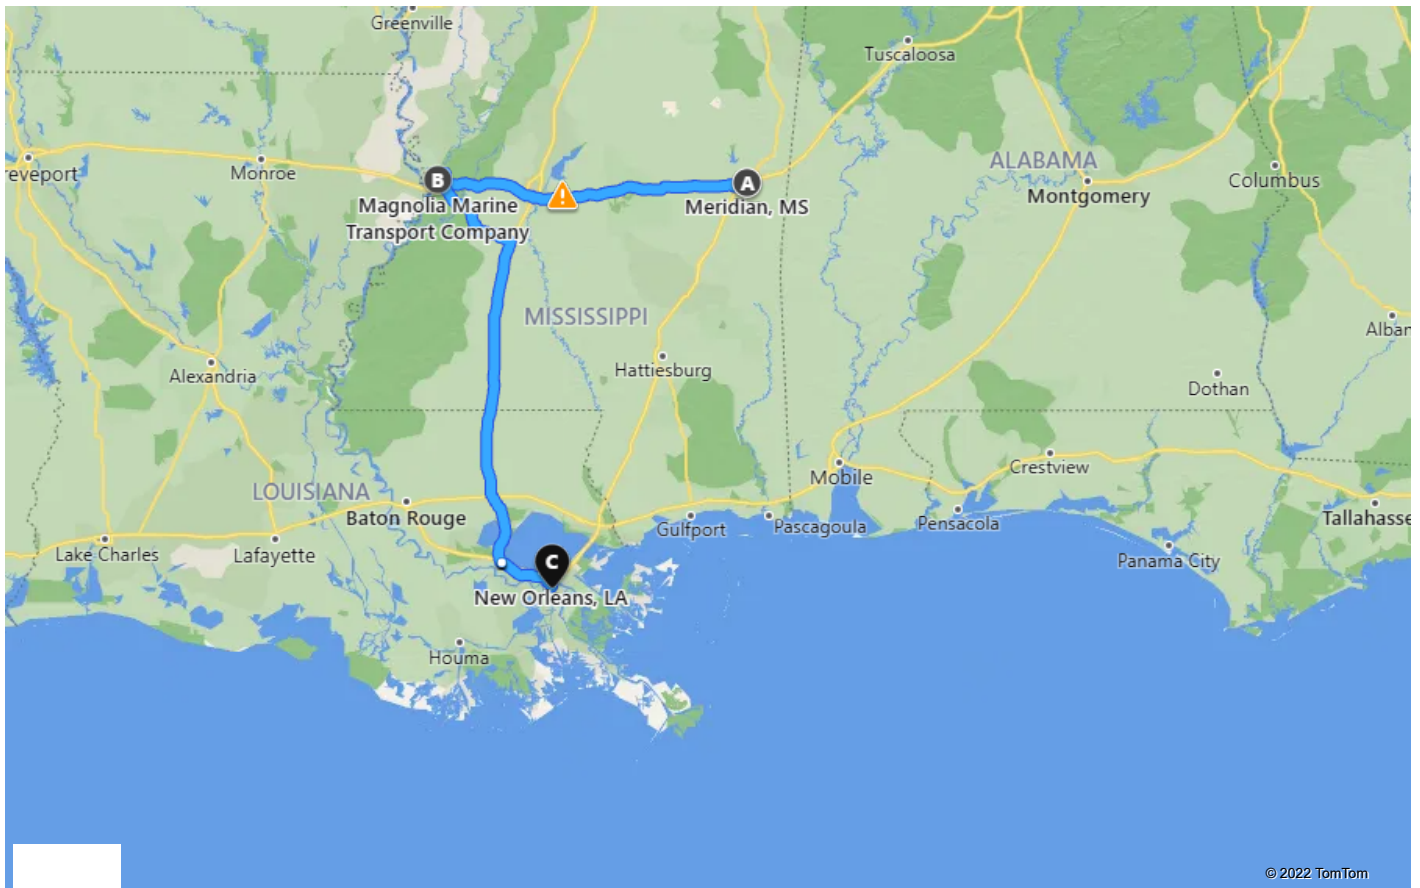 Greenville
Tuscaloosa
ALABAMA
reveport
Monroe
B
A
Columbus
Montgomery
Magnolia Marine
Transport Company
Meridian, MS
MISSISSIPPI
Alban
Hattiesburg
Alexandria
Dothan
Crestview
Mobile
LOUISIANA
Baton Rouge
Gulfport
Pascagoula
Pensacola
Tallahasse
Lake Charles
Lafayette
C
Panama City
New Orleans, LA
Houma
© 2022 TomTom